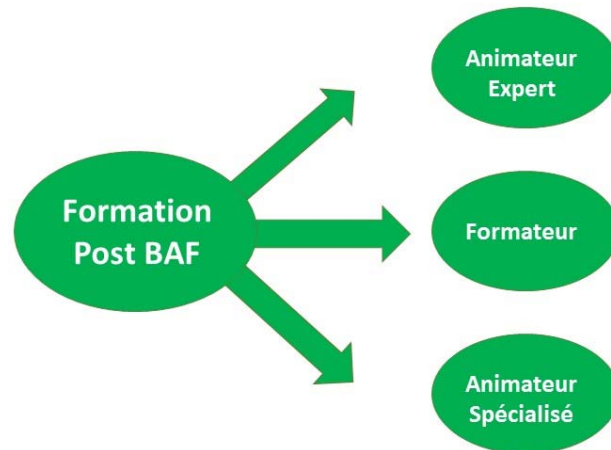 Formation
Post BAF
Animateur
Expert
Formateur
Animateur
Spécialisé